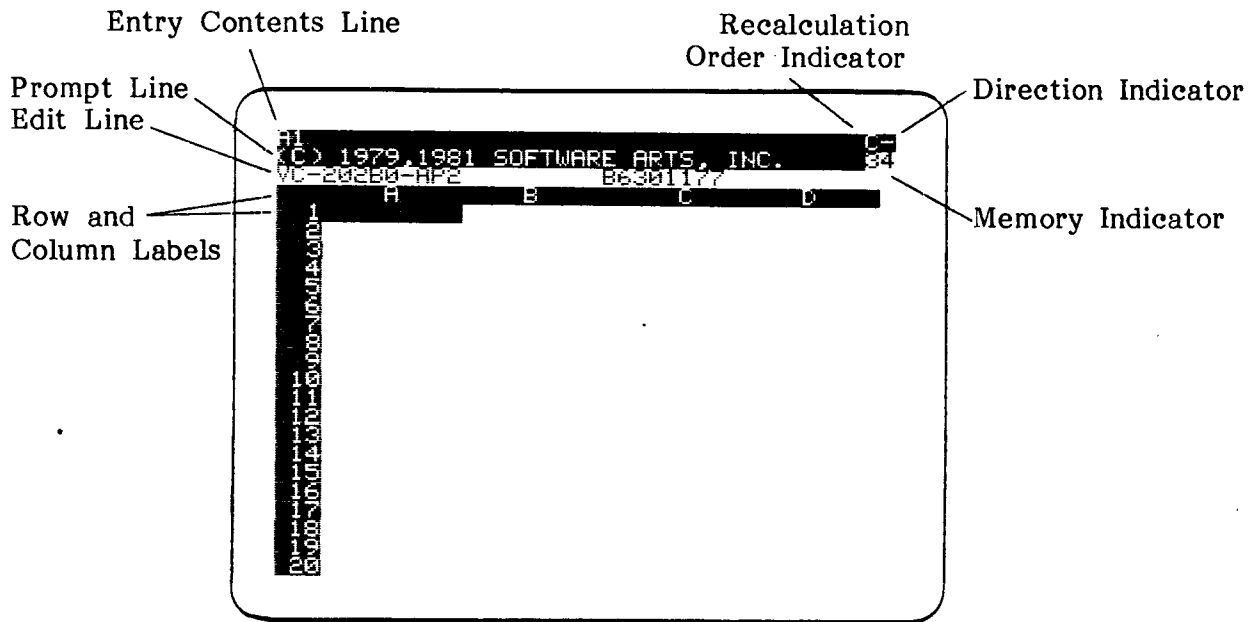 Entry Contents Line
Recalculation
Order Indicator
Prompt Line
Edit Line
Direction Indicator
A1 C-
(C) 1979,1981 SOFTWARE ARTS, INC. 34
VC-202B0-AP2 B6301177
A B C D
Row and
Column Labels
Memory Indicator
1
2
3
4
5
6
7
8
9
10
11
12
13
14
15
16
17
18
19
20